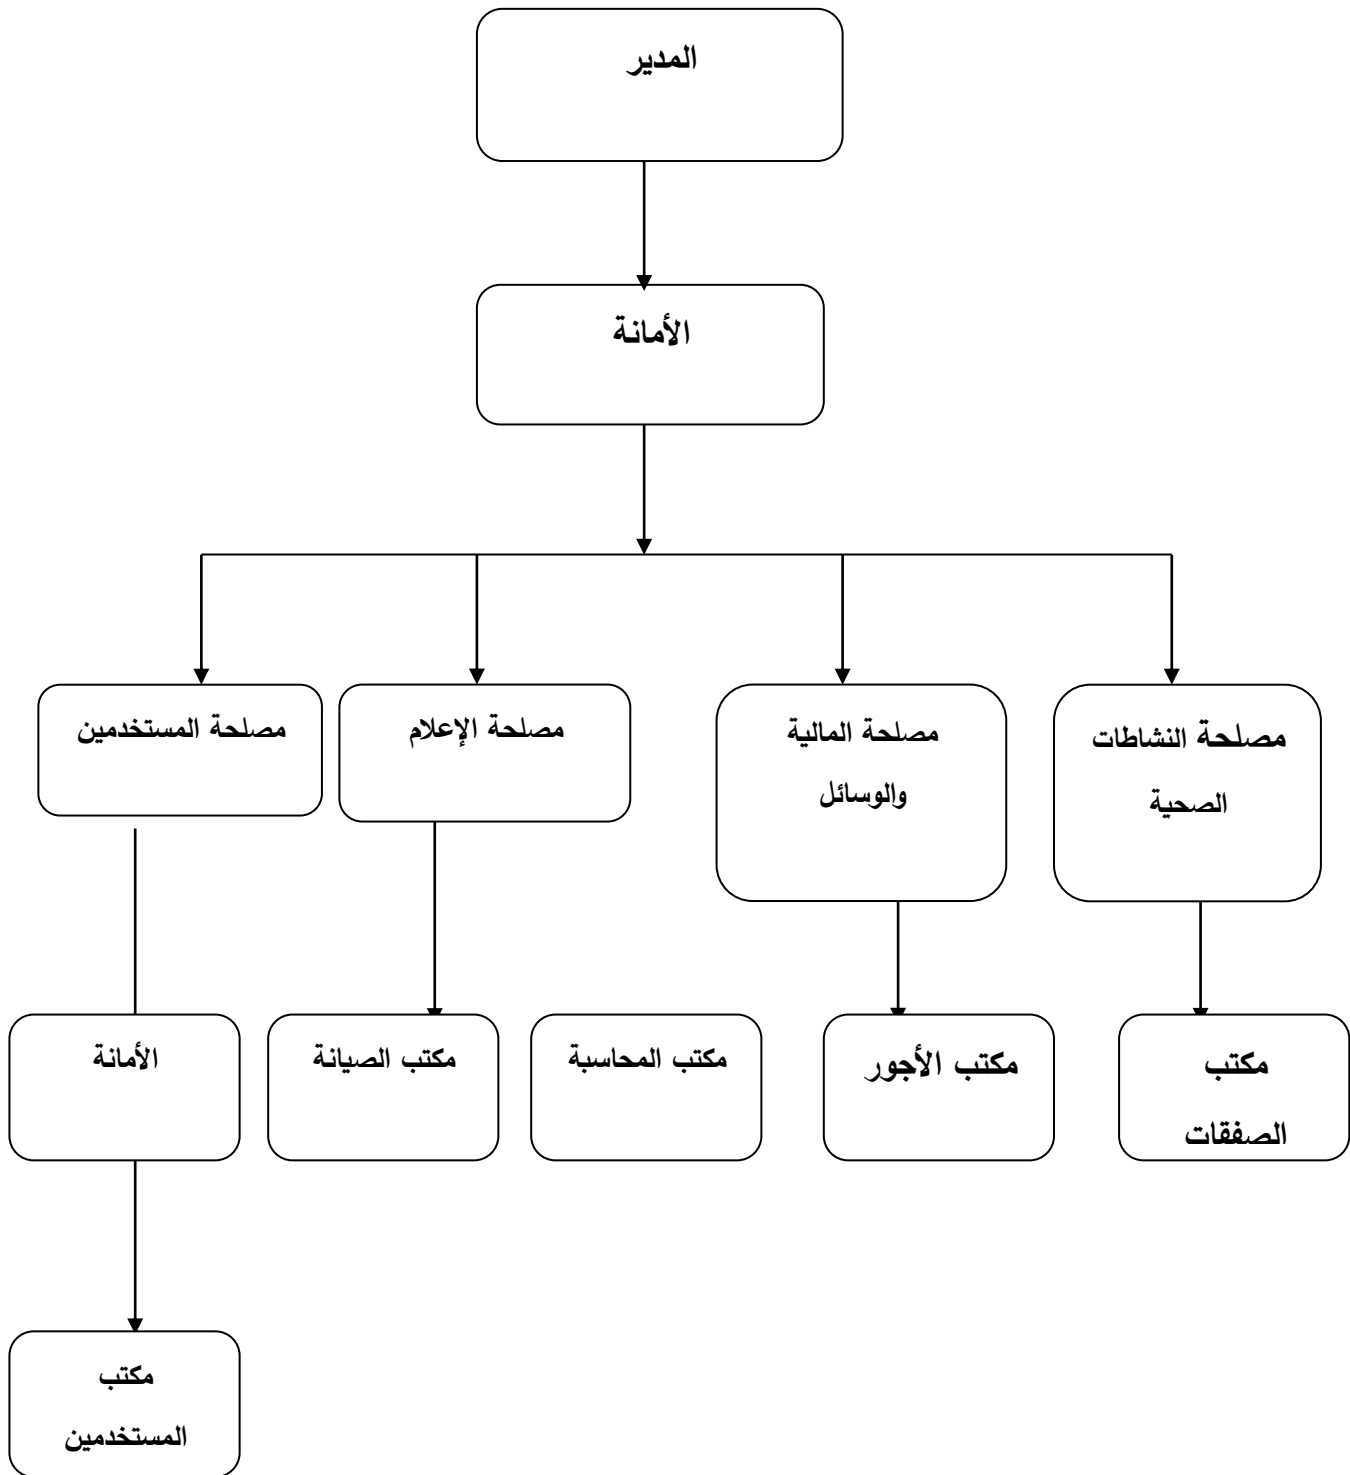 المدير
الأمانة
مصلحة النشاطات
الصحية
مصلحة المالية
والوسائل
مصلحة الإعلام
مصلحة المستخدمين
مكتب
الصفقات
مكتب الأجور
مكتب المحاسبة
مكتب الصيانة
الأمانة
مكتب
المستخدمين